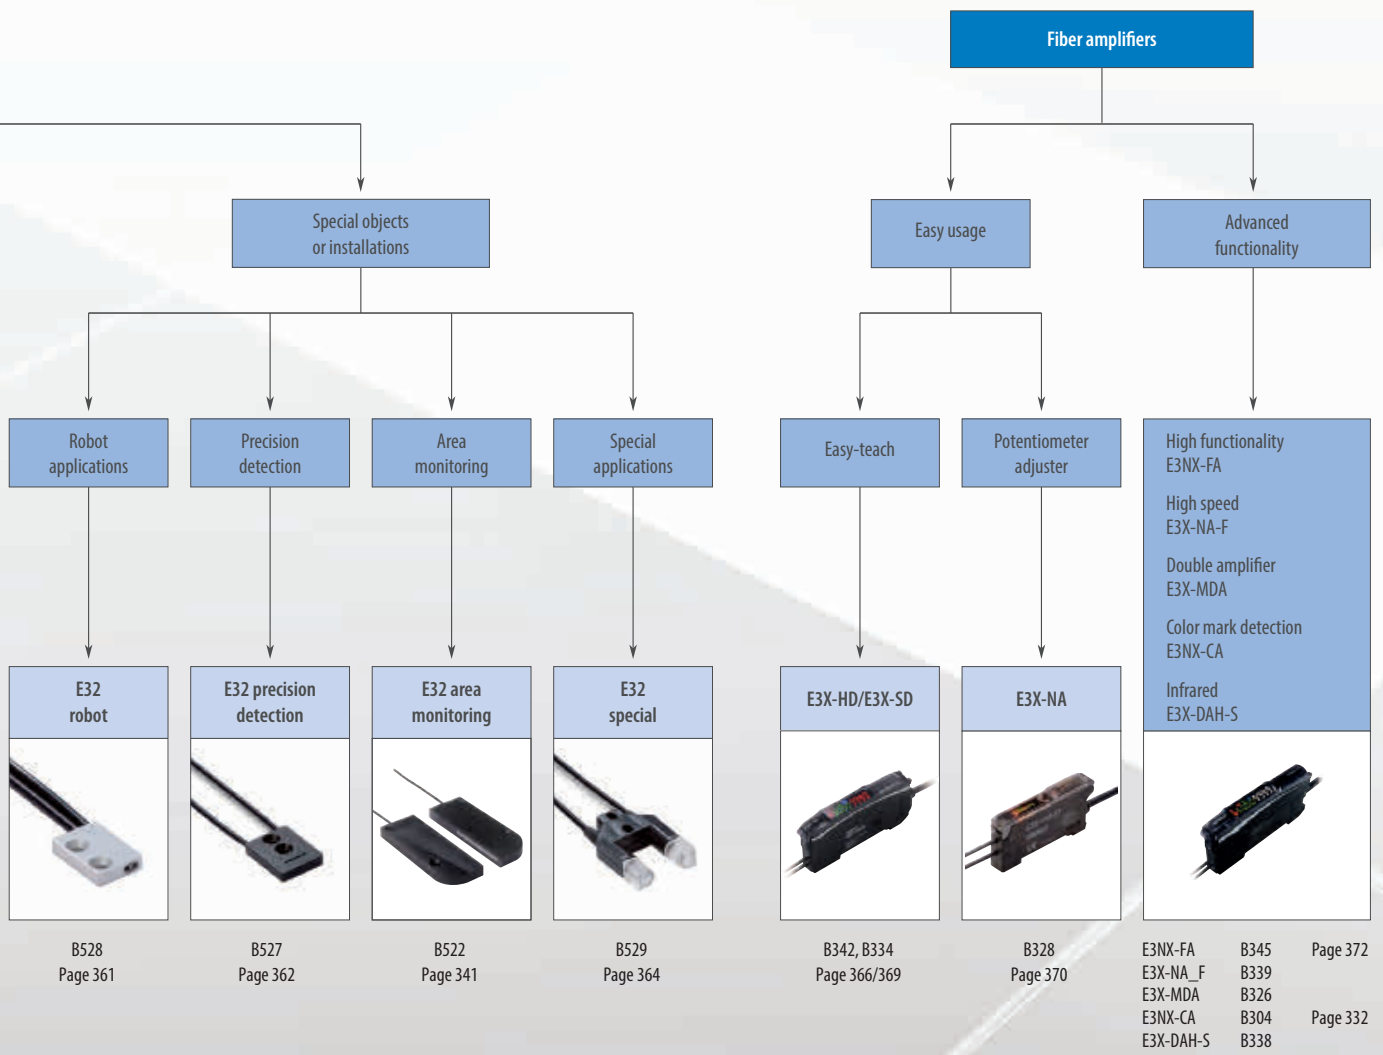 Fiber amplifiers
Special objects
or installations
Easy usage
Advanced
functionality
Robot
applications
Precision
detection
Area
monitoring
Special
applications
Easy-teach
Potentiometer
adjuster
High functionality
E3NX-FA
High speed
E3X-NA-F
Double amplifier
E3X-MDA
Color mark detection
E3NX-CA
Infrared
E3X-DAH-S
E32
robot
E32 precision
detection
E32 area
monitoring
E32
special
E3X-HD/E3X-SD
E3X-NA
B528
Page 361
B527
Page 362
B522
Page 341
B529
Page 364
B342, B334
Page 366/369
B328
Page 370
E3NX-FA B345 Page 372
E3X-NA_F B339
E3X-MDA B326
E3NX-CA B304 Page 332
E3X-DAH-S B338